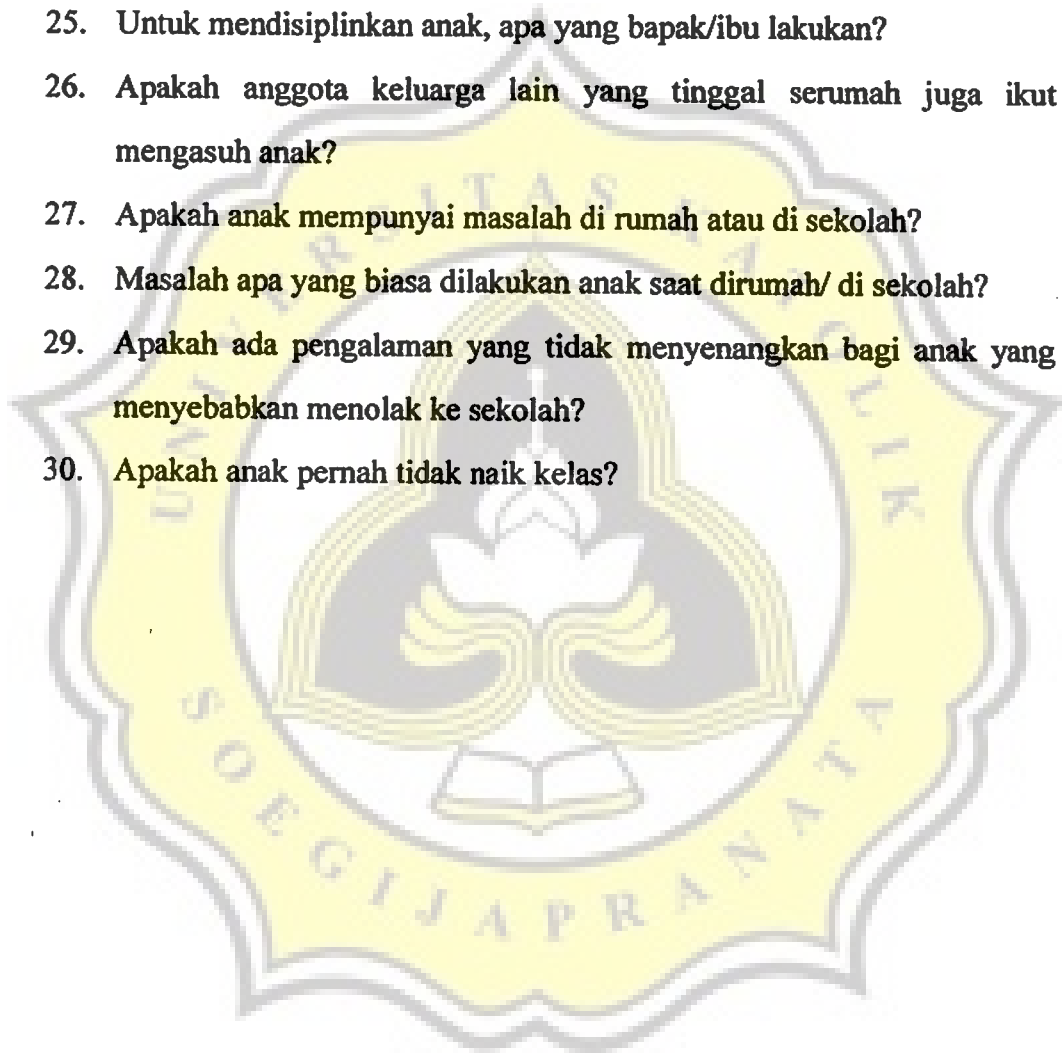 25. Untuk mendisiplinkan anak, apa yang bapak/ibu lakukan?
26. Apakah anggota keluarga lain yang tinggal serumah juga ikut
mengasuh anak?
27. Apakah anak mempunyai masalah di rumah atau di sekolah?
28. Masalah apa yang biasa dilakukan anak saat dirumah/ di sekolah?
29. Apakah ada pengalaman yang tidak menyenangkan bagi anak yang
menyebabkan menolak ke sekolah?
30. Apakah anak pernah tidak naik kelas?
UNIVERSITAS KATOLIK
SOEGIJAPRANATA